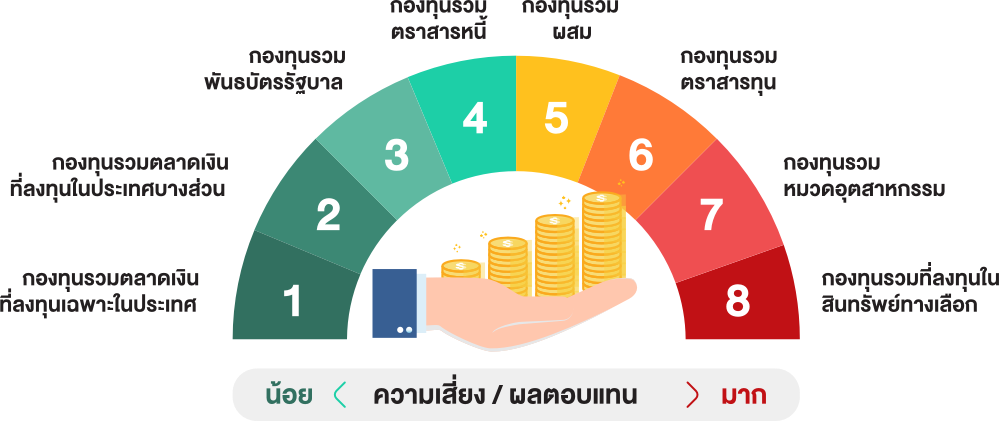 กองทุนรวม
ตราสารหนี้
กองทุนรวม
ผสม
กองทุนรวม
พันธบัตรรัฐบาล
กองทุนรวม
ตราสารทุน
กองทุนรวมตลาดเงิน
ที่ลงทุนในประเทศบางส่วน
กองทุนรวม
หมวดอุตสาหกรรม
กองทุนรวมตลาดเงิน
ที่ลงทุนเฉพาะในประเทศ
กองทุนรวมที่ลงทุนใน
สินทรัพย์ทางเลือก
1
2
3
4
5
6
7
8
น้อย < ความเสี่ยง / ผลตอบแทน > มาก